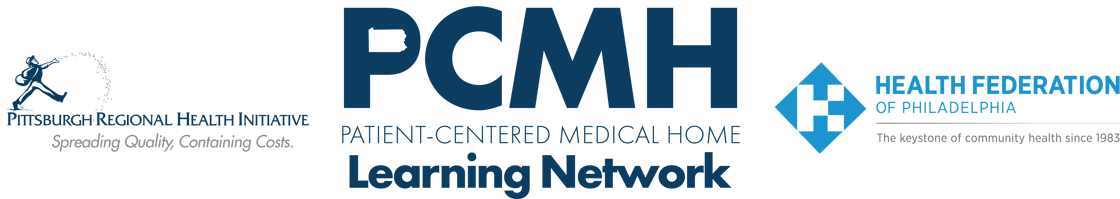 PITTSBURGH REGIONAL HEALTH INITIATIVE
Spreading Quality, Containing Costs.
PCMH
PATIENT-CENTERED MEDICAL HOME
Learning Network
HEALTH FEDERATION
OF PHILADELPHIA
The keystone of community health since 1983